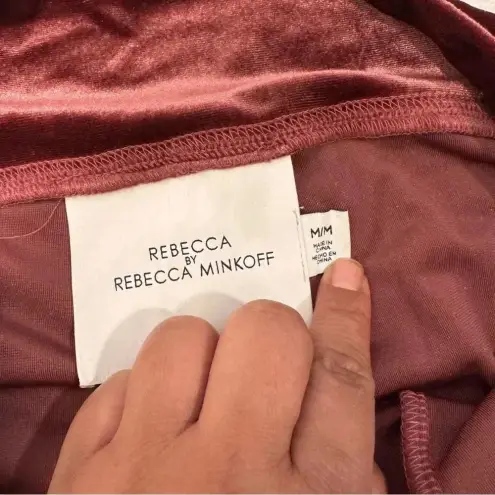 REBECCA
BY
REBECCA MINKOFF
M/M
MADE IN
CHINA
HECHO EN
CHINA